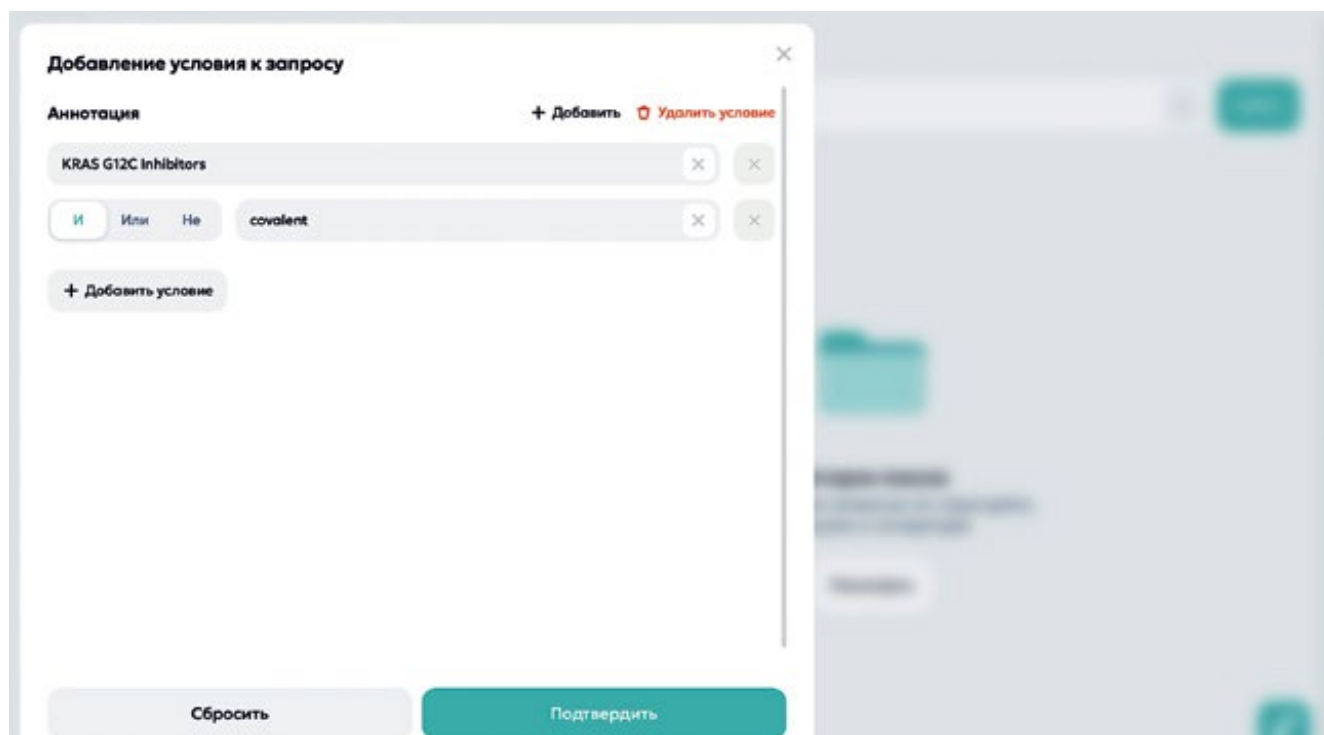 Добавление условия к запросу
Аннотация + Добавить Удалить условие
KRAS G12C Inhibitors
И Или Не covalent
+ Добавить условие
Сбросить Подтвердить